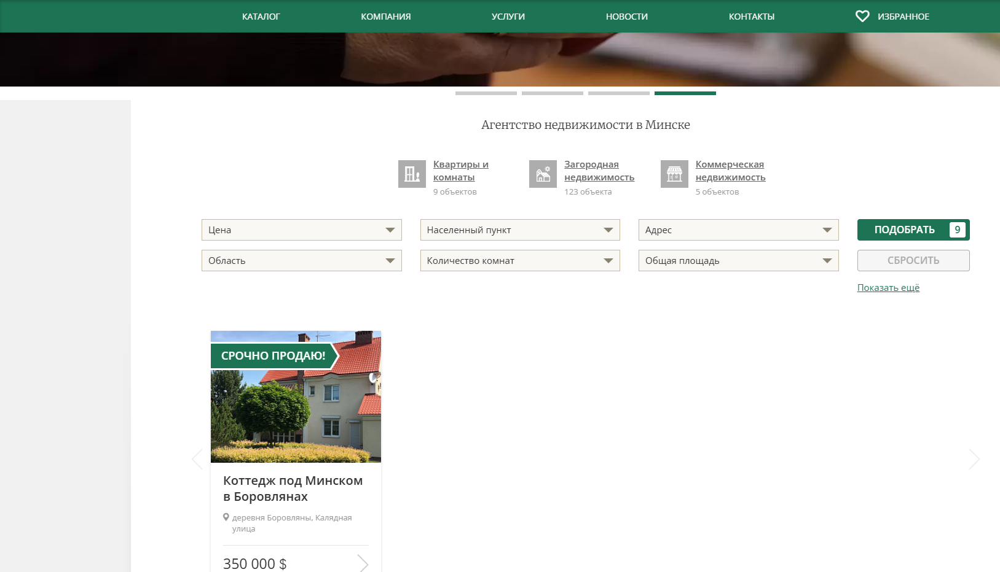 КАТАЛОГ КОМПАНИЯ УСЛУГИ НОВОСТИ КОНТАКТЫ ИЗБРАННОЕ
Агентство недвижимости в Минске
Квартиры и
комнаты
9 объектов
Загородная
недвижимость
123 объекта
Коммерческая
недвижимость
5 объектов
Цена Населенный пункт Адрес ПОДОБРАТЬ 9
Область Количество комнат Общая площадь СБРОСИТЬ
Показать ещё
СРОЧНО ПРОДАЮ!
Коттедж под Минском
в Боровлянах
деревня Боровляны, Калядная
улица
350 000 $